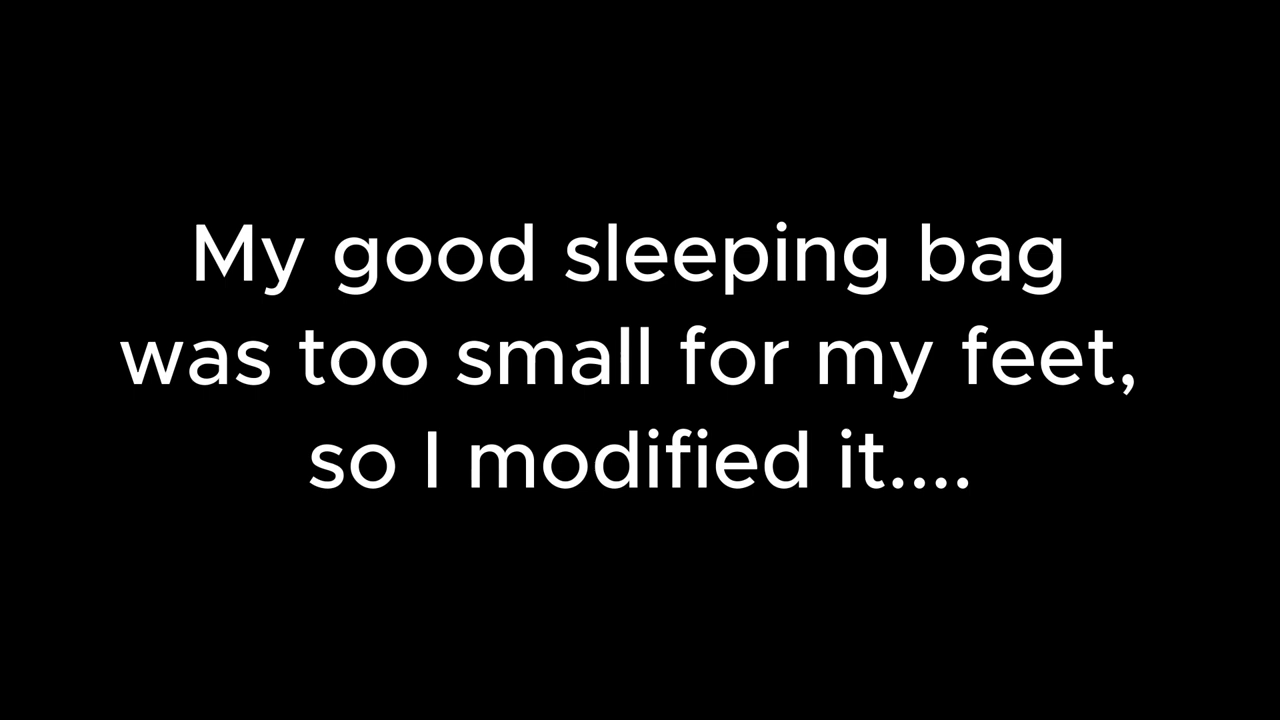 My good sleeping bag
was too small for my feet,
so I modified it....